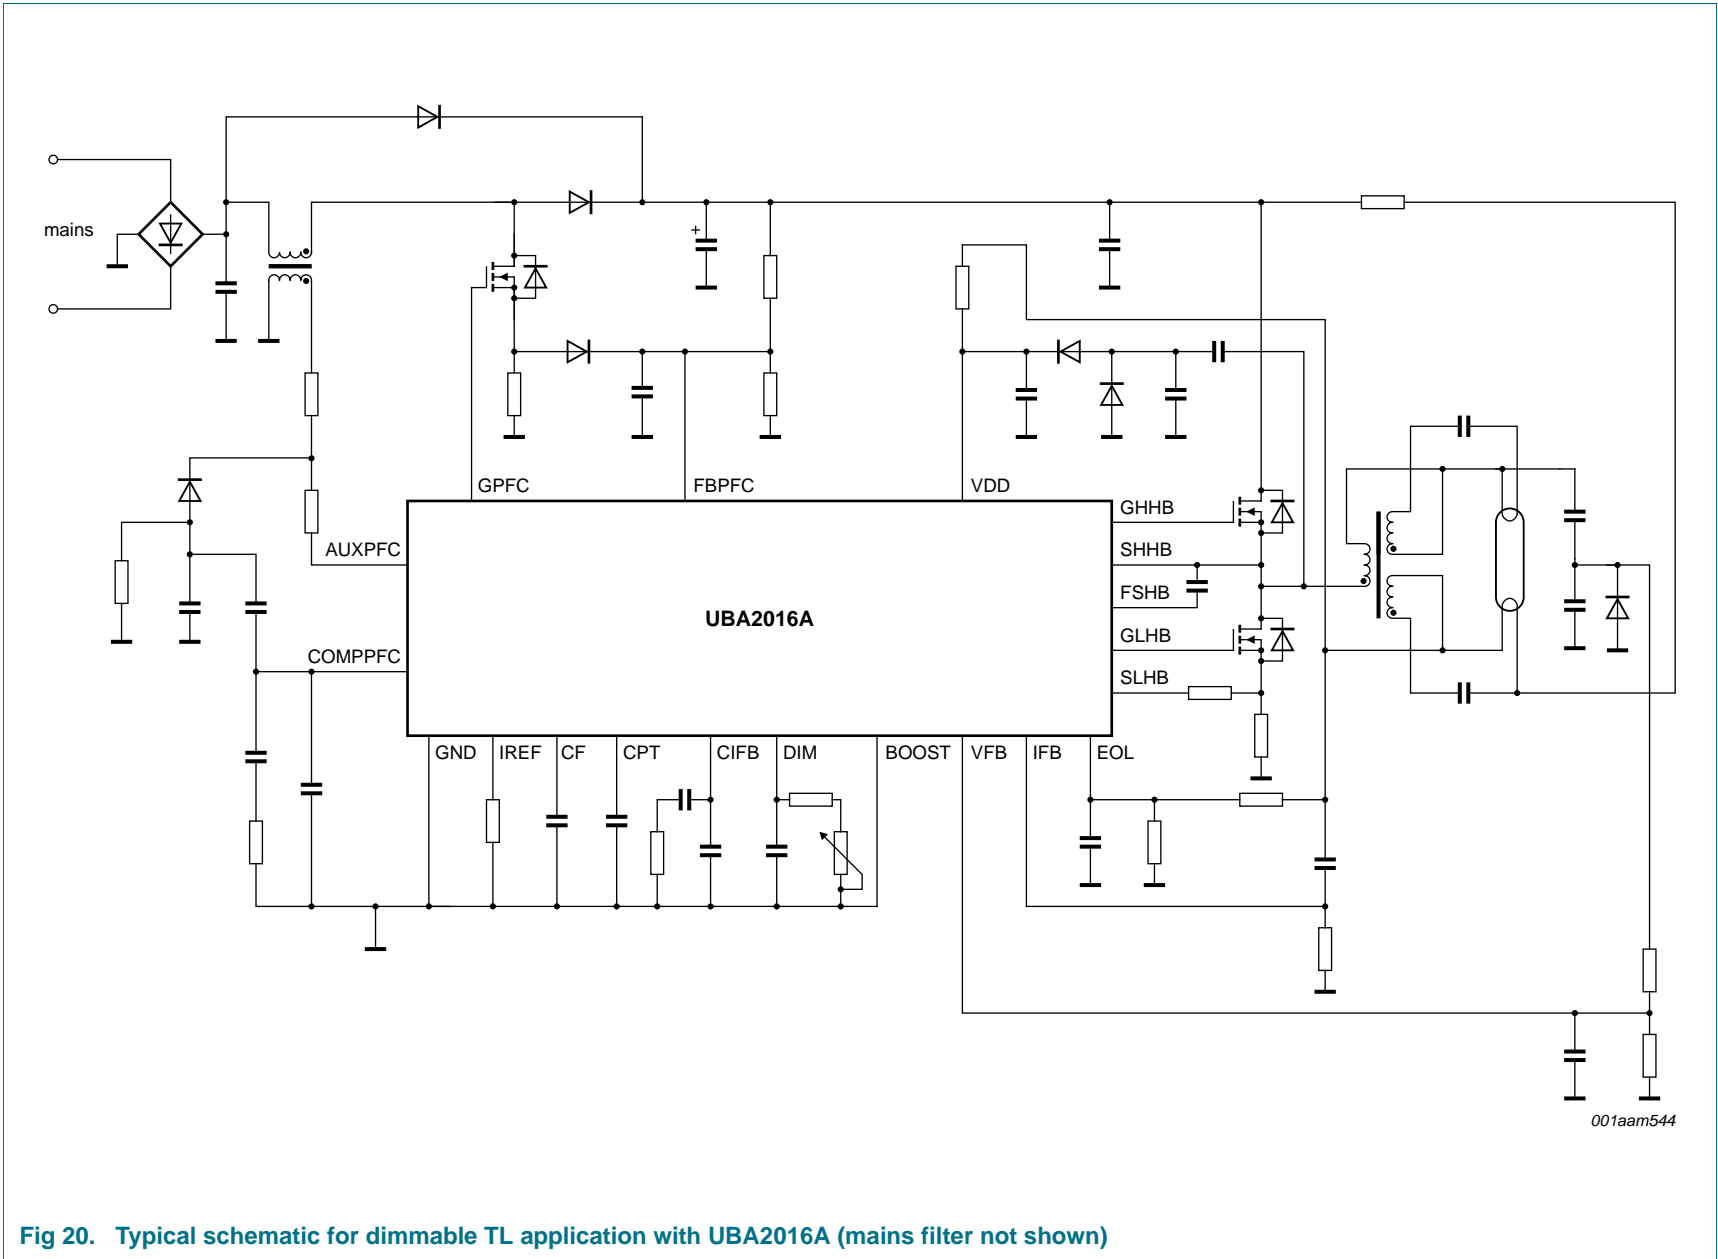 mains
GPFC
FBPFC
VDD
GHHB
SHHB
FSHB
GLHB
SLHB
AUXPFC
COMPPFC
UBA2016A
GND
IREF
CF
CPT
CIFB
DIM
BOOST
VFB
IFB
EOL
+
001aam544
Fig 20. Typical schematic for dimmable TL application with UBA2016A (mains filter not shown)